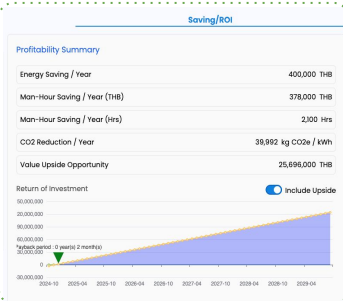 Saving/ROI
Profitability Summary
Energy Saving / Year 400,000 THB
Man-Hour Saving / Year (THB) 378,000 THB
Man-Hour Saving / Year (Hrs) 2,100 Hrs
CO2 Reduction / Year 39,992 kg CO2e / kWh
Value Upside Opportunity 25,696,000 THB
Return of Investment Include Upside
50,000,000
20,000,000
90,000,000
60,000,000
*ayback period : 0 year(s) 2 month(s)
30,000,000
0
30,000,000
2024-10 2025-04 2025-10 2026-04 2026-10 2027-04 2027-10 2028-04 2028-10 2029-04